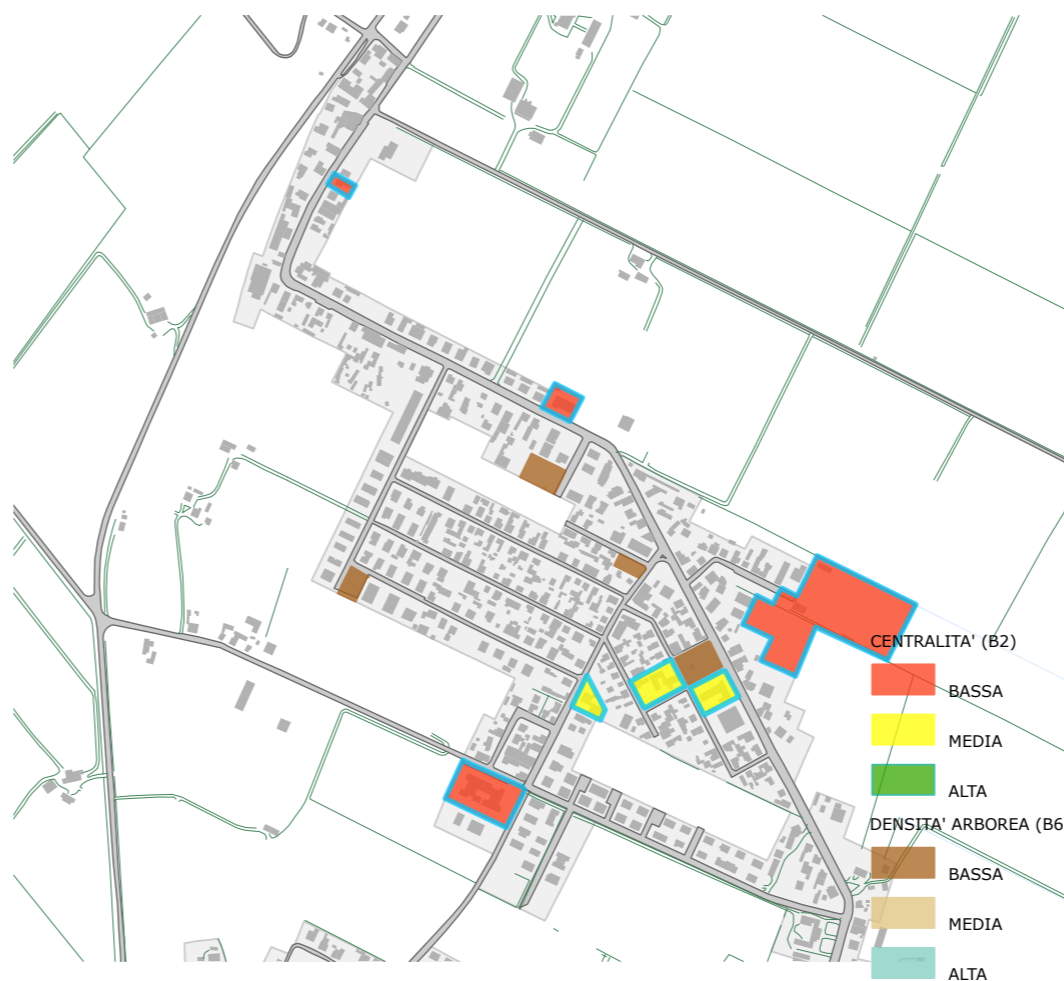 CENTRALITA' (B2)
BASSA
MEDIA
ALTA
DENSITA' ARBOREA (B6
BASSA
MEDIA
ALTA